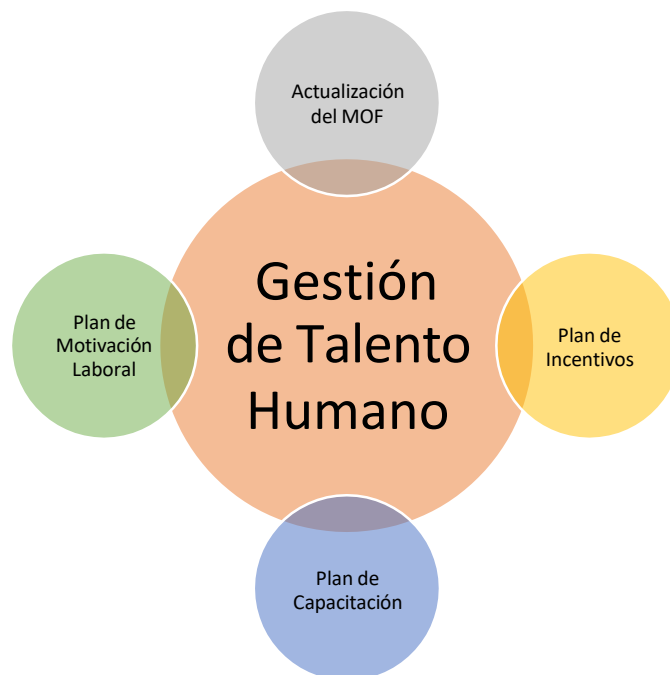 Actualización
del MOF
Gestión
de Talento
Humano
Plan de
Motivación
Laboral
Plan de
Incentivos
Plan de
Capacitación